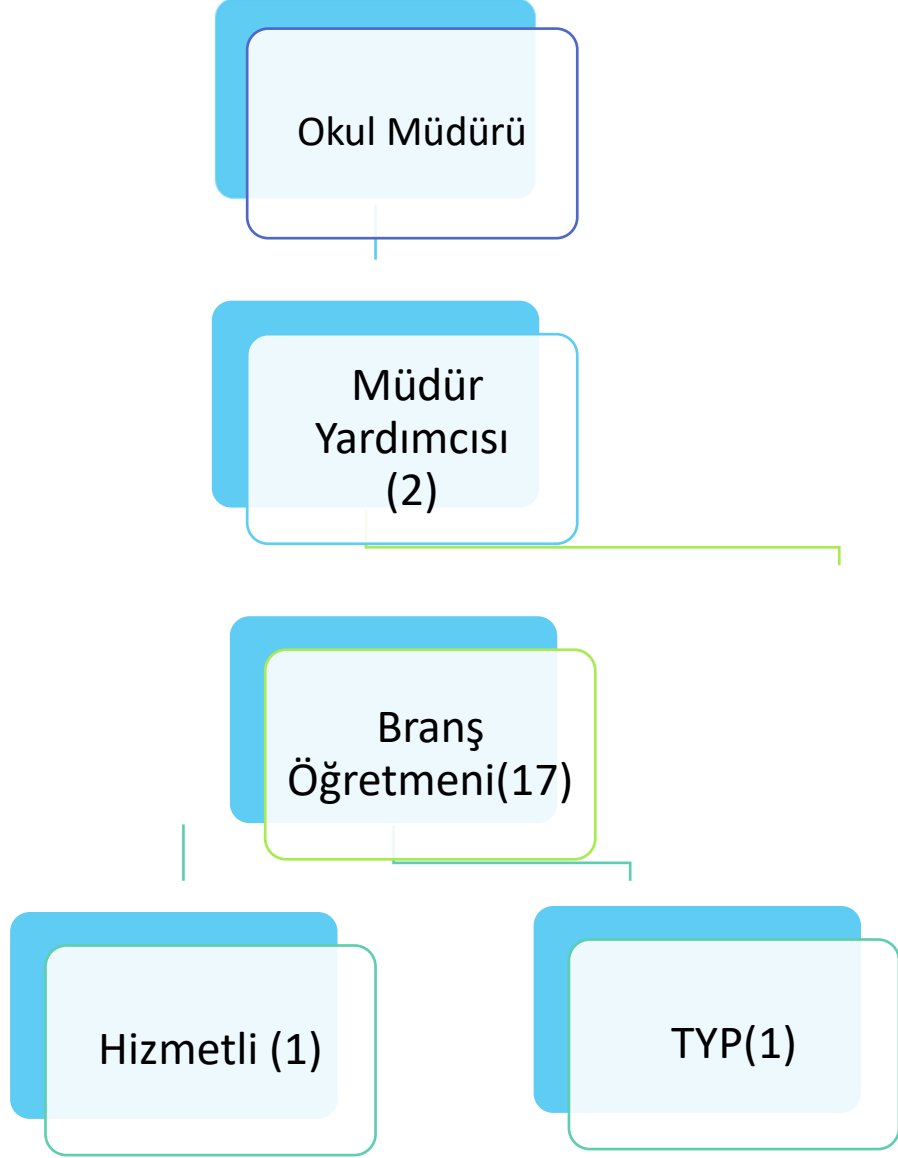 Okul Müdürü
Müdür
Yardımcısı
(2)
Branş
Öğretmeni(17)
Hizmetli (1)
TYP(1)